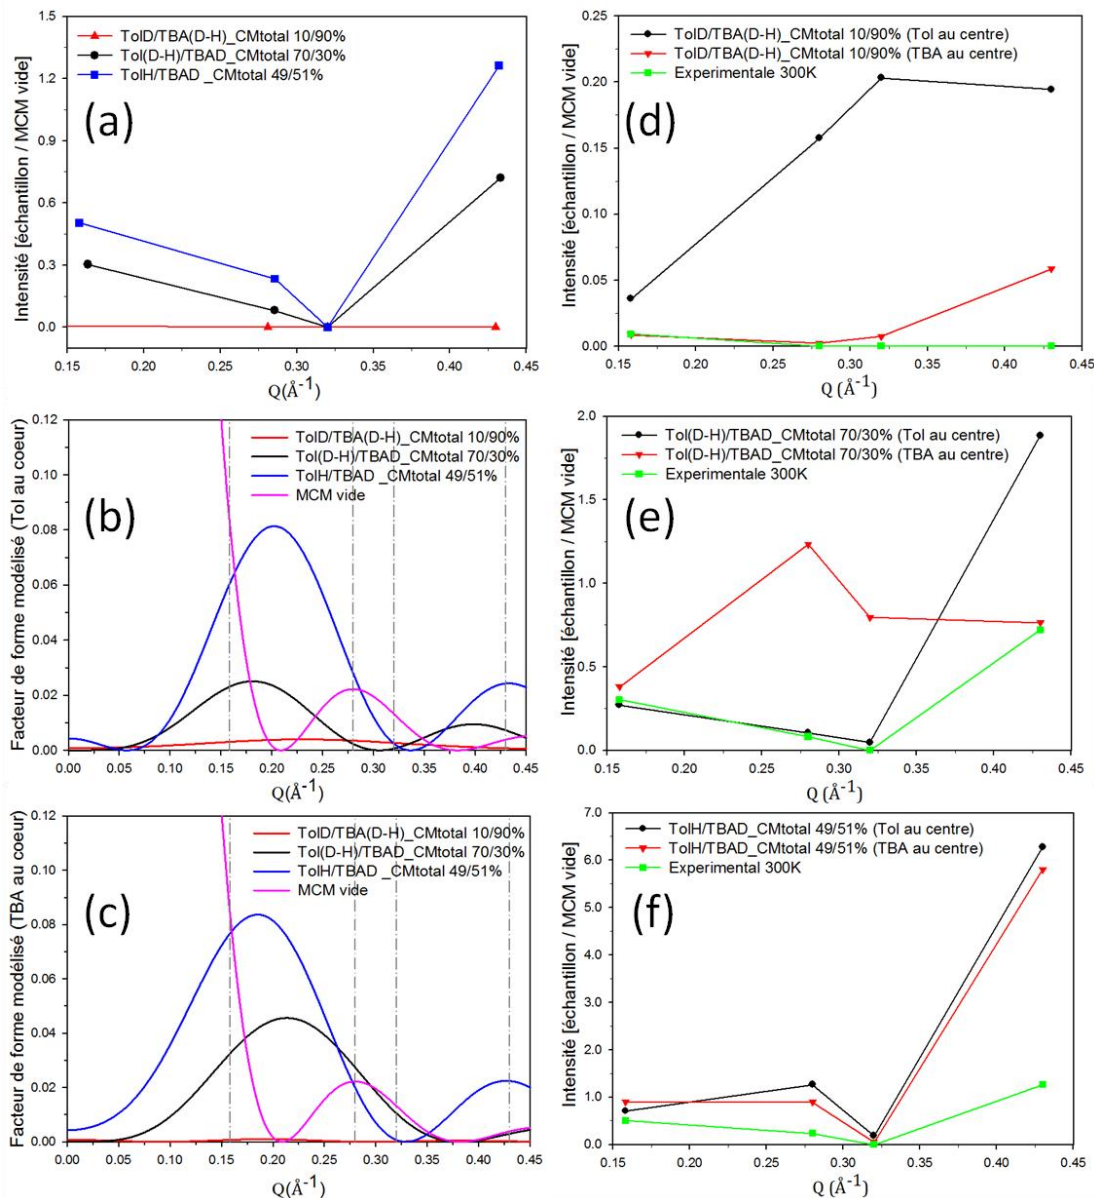 (a)
Intensité [échantillon / MCM vide]
1.5
1.2
0.9
0.6
0.3
0.0
TolD/TBA(D-H)_CMtotal 10/90%
Tol(D-H)/TBAD_CMtotal 70/30%
TolH/TBAD _CMtotal 49/51%
0.15 0.20 0.25 0.30 0.35 0.40 0.45
Q(Å-1)
(d)
Intensité [échantillon / MCM vide]
0.25
0.20
0.15
0.10
0.05
0.00
TolD/TBA(D-H)_CMtotal 10/90% (Tol au centre)
TolD/TBA(D-H)_CMtotal 10/90% (TBA au centre)
Experimentale 300K
0.15 0.20 0.25 0.30 0.35 0.40 0.45
Q (Å-1)
(b)
Facteur de forme modélisé (Tol au coeur)
0.12
0.10
0.08
0.06
0.04
0.02
0.00
TolD/TBA(D-H)_CMtotal 10/90%
Tol(D-H)/TBAD_CMtotal 70/30%
TolH/TBAD _CMtotal 49/51%
MCM vide
0.00 0.05 0.10 0.15 0.20 0.25 0.30 0.35 0.40 0.45
Q(Å-1)
(e)
Intensité [échantillon / MCM vide]
2.0
1.5
1.0
0.5
0.0
Tol(D-H)/TBAD_CMtotal 70/30% (Tol au centre)
Tol(D-H)/TBAD_CMtotal 70/30% (TBA au centre)
Experimentale 300K
0.15 0.20 0.25 0.30 0.35 0.40 0.45
Q (Å-1)
(c)
Facteur de forme modélisé (TBA au coeur)
0.12
0.10
0.08
0.06
0.04
0.02
0.00
TolD/TBA(D-H)_CMtotal 10/90%
Tol(D-H)/TBAD_CMtotal 70/30%
TolH/TBAD _CMtotal 49/51%
MCM vide
0.00 0.05 0.10 0.15 0.20 0.25 0.30 0.35 0.40 0.45
Q(Å-1)
(f)
Intensité [échantillon / MCM vide]
7.0
6.0
5.0
4.0
3.0
2.0
1.0
0.0
TolH/TBAD_CMtotal 49/51% (Tol au centre)
TolH/TBAD_CMtotal 49/51% (TBA au centre)
Experimental 300K
0.15 0.20 0.25 0.30 0.35 0.40 0.45
Q (Å-1)